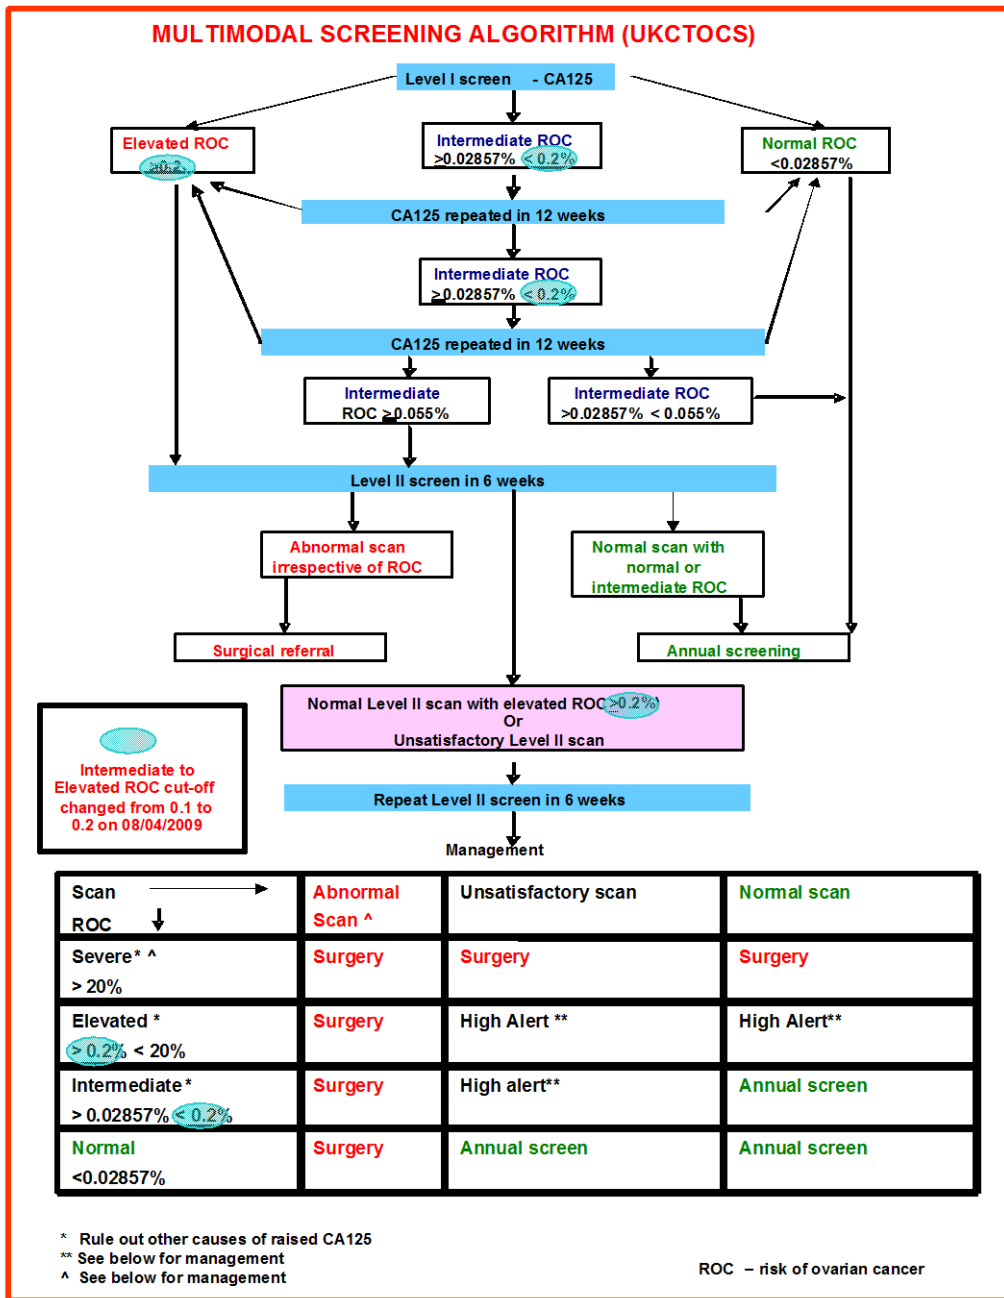 MULTIMODAL SCREENING ALGORITHM (UKCTOCS)
Level I screen - CA125
Elevated ROC
≥0.2
Intermediate ROC
≥0.02857% < 0.2%
Normal ROC
<0.02857%
CA125 repeated in 12 weeks
Intermediate ROC
≥0.02857% < 0.2%
CA125 repeated in 12 weeks
Intermediate
ROC ≥0.055%
Intermediate ROC
>0.02857% < 0.055%
Level II screen in 6 weeks
Abnormal scan
irrespective of ROC
Normal scan with
normal or
intermediate ROC
Surgical referral
Annual screening
Normal Level II scan with elevated ROC ≥0.2%)
Or
Unsatisfactory Level II scan
Intermediate to
Elevated ROC cut-off
changed from 0.1 to
0.2 on 08/04/2009
Repeat Level II screen in 6 weeks
Management
Scan
ROC
Abnormal
Scan ^
Unsatisfactory scan
Normal scan
Severe* ^
> 20%
Surgery
Surgery
Surgery
Elevated *
> 0.2% < 20%
Surgery
High Alert **
High Alert**
Intermediate*
> 0.02857% < 0.2%
Surgery
High alert**
Annual screen
Normal
<0.02857%
Surgery
Annual screen
Annual screen
* Rule out other causes of raised CA125
** See below for management
^ See below for management
ROC – risk of ovarian cancer